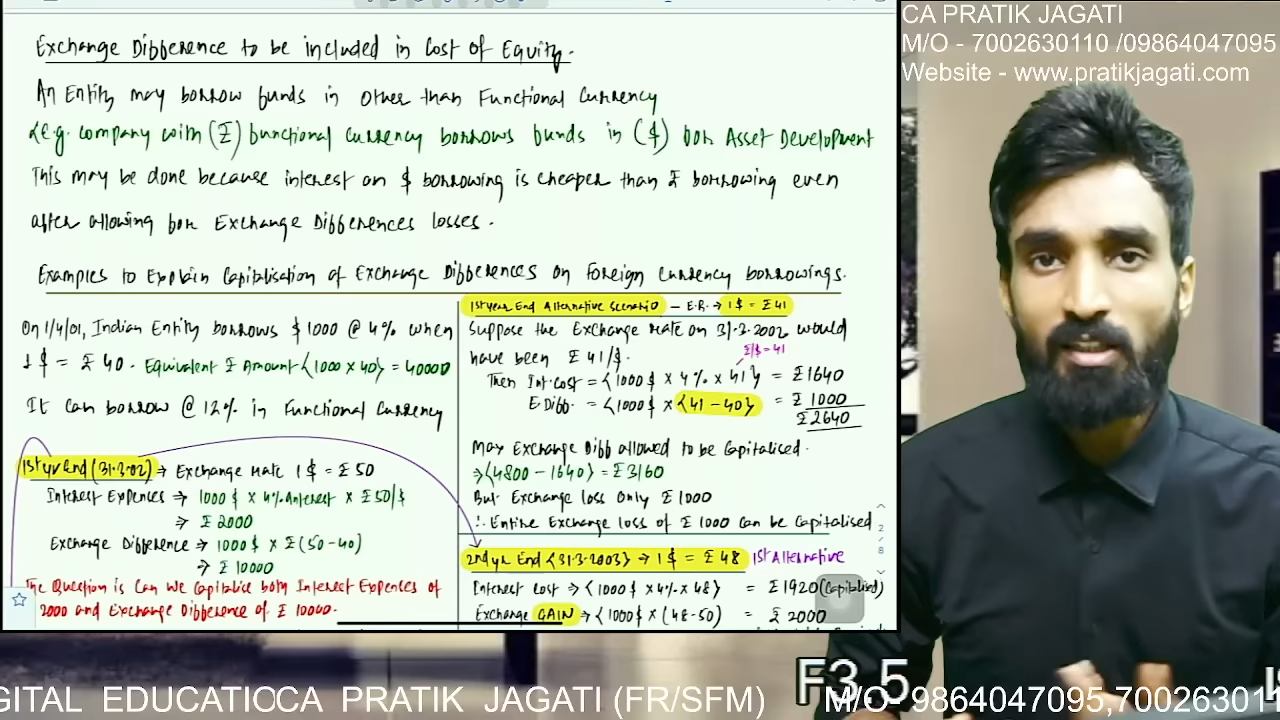 Exchange Difference to be included in Cost of Equity.
An Entity may borrow funds in Other than Functional Currency
e.g. company with (₹) functional currency borrows funds in ($) for Asset Development
This may be done because interest on $ borrowing is cheaper than ₹ borrowing even
after allowing for Exchange Differences losses.
Examples to Explain Capitalisation of Exchange Differences on Foreign Currency borrowings.
On 1/4/01, Indian Entity borrows $1000 @ 4% when
1 $ = ₹ 40. Equivalent ₹ Amount <1000 x 40> = 40000
It can borrow @ 12% in Functional Currency
1st yr End (31.3.02) → Exchange Rate 1 $ = ₹ 50
Interest Expences → 1000 $ x 4% interest x ₹ 50/$
→ ₹ 2000
Exchange Difference → 1000 $ x ₹ (50-40)
→ ₹ 10000
The Question is Can we Capitalise both Interest Expences of
2000 and Exchange Difference of ₹ 10000.
1st year End Alternative Scenario – E.R. → 1 $ = ₹ 41
Suppose the Exchange Rate on 31.3.2002 would
have been ₹ 41/$.
₹/$ = 41
Then Int. Cost = {1000 $ x 4% x 41} = ₹ 1640
E. Diff. = <1000 $ x {41 – 40} = ₹ 1000
₹ 2640
Max Exchange Diff allowed to be Capitalised.
⇒ <4800 – 1640> = ₹ 3160
But Exchange loss only ₹ 1000
∴ Entire Exchange loss of ₹ 1000 can be Capitalised
2nd yr End <31.3.2003} → 1 $ = ₹ 48 1st Alternative
Interest cost ⇒ <1000 $ x 4% x 48} = ₹ 1920 (Capitalised)
Exchange GAIN ⇒ <1000 $ x (48-50) = ₹ 2000
2
8
CA PRATIK JAGATI
M/O - 7002630110 /09864047095
Website - www.pratikjagati.com
F3.5
GITAL EDUCATIOCA PRATIK JAGATI (FR/SFM) M/O- 9864047095,700263011